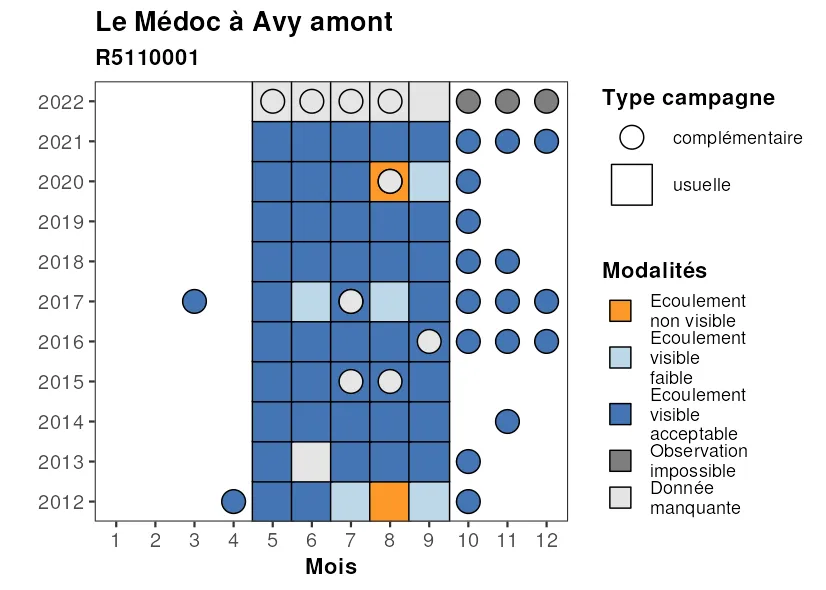 Le Médoc à Avy amont
R5110001
2022
2021
2020
2019
2018
2017
2016
2015
2014
2013
2012
1 2 3 4 5 6 7 8 9 10 11 12
Mois
Type campagne
complémentaire
usuelle
Modalités
Ecoulement
non visible
Ecoulement
visible
faible
Ecoulement
visible
acceptable
Observation
impossible
Donnée
manquante